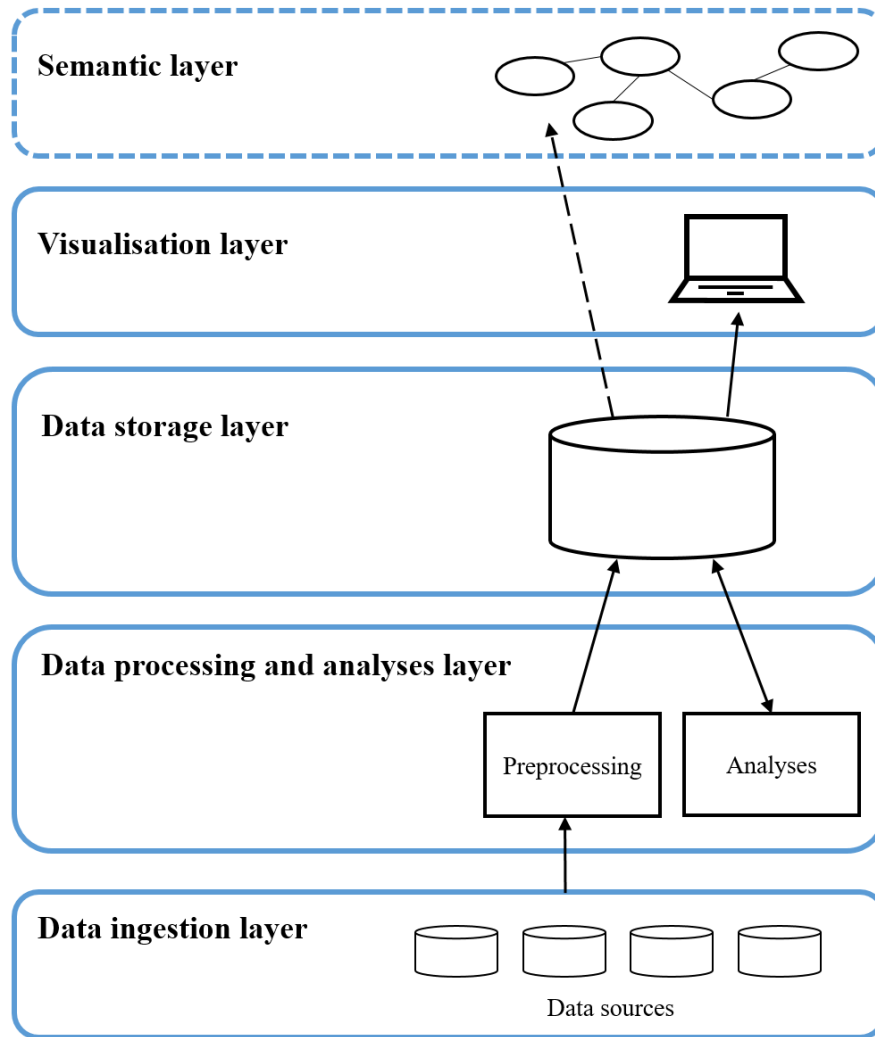 Semantic layer
Visualisation layer
Data storage layer
Data processing and analyses layer
Preprocessing
Analyses
Data ingestion layer
Data sources